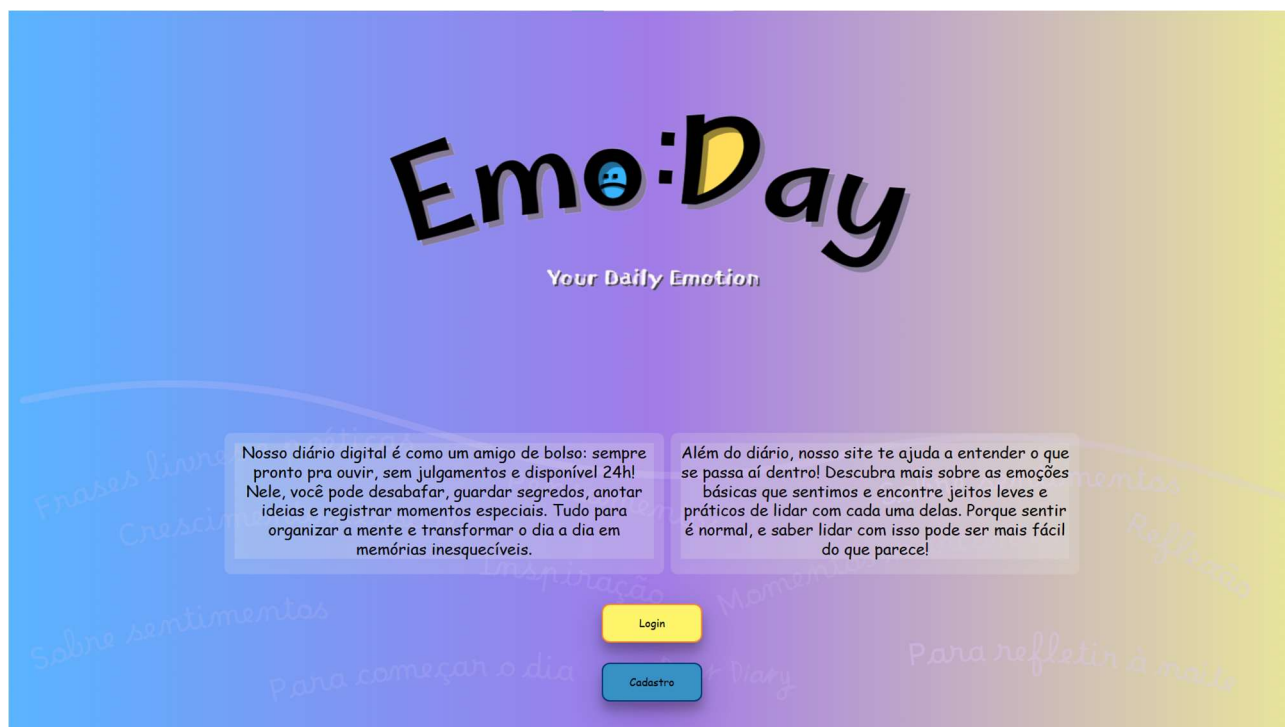 Emo:Day
Your Daily Emotion
Nosso diário digital é como um amigo de bolso: sempre
pronto pra ouvir, sem julgamentos e disponível 24h!
Nele, você pode desabafar, guardar segredos, anotar
ideias e registrar momentos especiais. Tudo para
organizar a mente e transformar o dia a dia em
memórias inesquecíveis.
Além do diário, nosso site te ajuda a entender o que
se passa aí dentro! Descubra mais sobre as emoções
básicas que sentimos e encontre jeitos leves e
práticos de lidar com cada uma delas. Porque sentir
é normal, e saber lidar com isso pode ser mais fácil
do que parece!
Frases
Reflexão
Inspiração
Sobre sentimentos
Para refletir à noite
Para começar o dia
Diary
Login
Cadastro